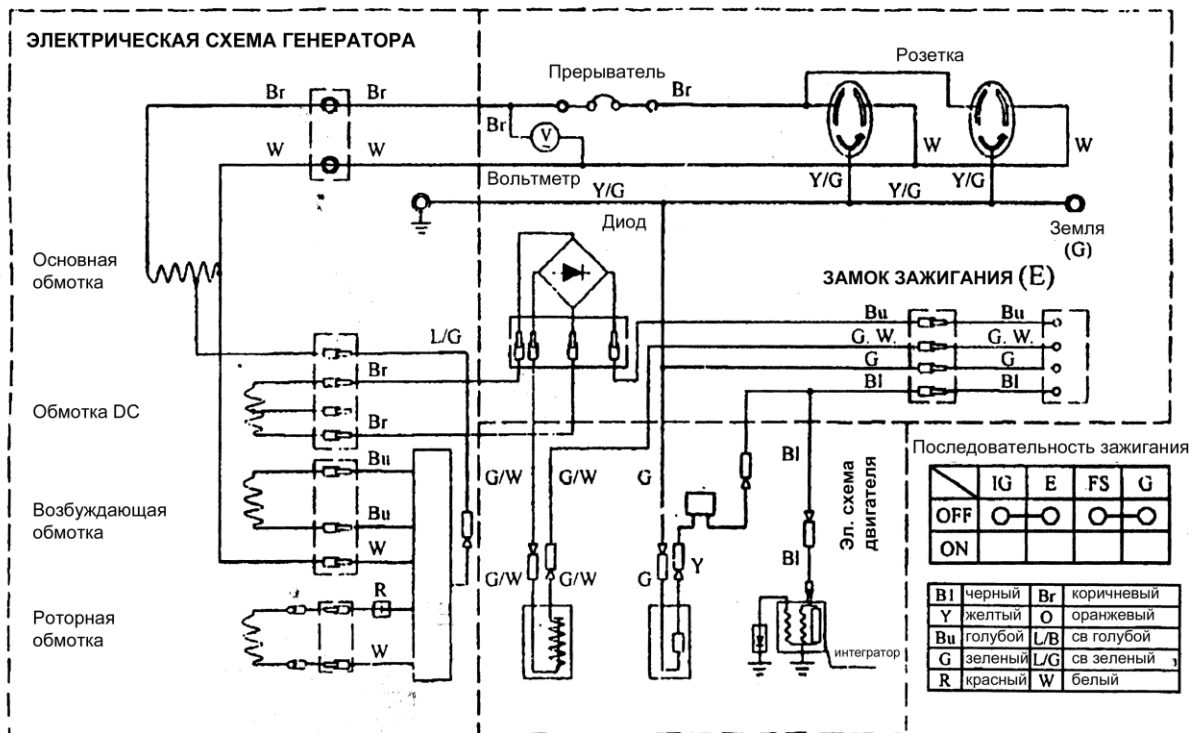 ЭЛЕКТРИЧЕСКАЯ СХЕМА ГЕНЕРАТОРА
Прерыватель
Розетка
Br
Br
Br
Br
V
W
W
W
W
Вольтметр
Y/G
Y/G
Y/G
Y/G
Диод
Земля
(G)
Основная
обмотка
ЗАМОК ЗАЖИГАНИЯ (E)
Bu
Bu
G. W.
G. W.
G
G
Bl
Bl
L/G
Br
Обмотка DC
Br
Bu
Возбуждающая
обмотка
Bu
W
G/W
G/W
G
Bl
Эл. схема
двигателя
G/W
G/W
G
Y
Bl
Роторная
обмотка
R
W
интегратор
Последовательность зажигания
IG E FS G
OFF
ON
Bl черный Br коричневый
Y желтый O оранжевый
Bu голубой L/B св голубой
G зеленый L/G св зеленый
R красный W белый